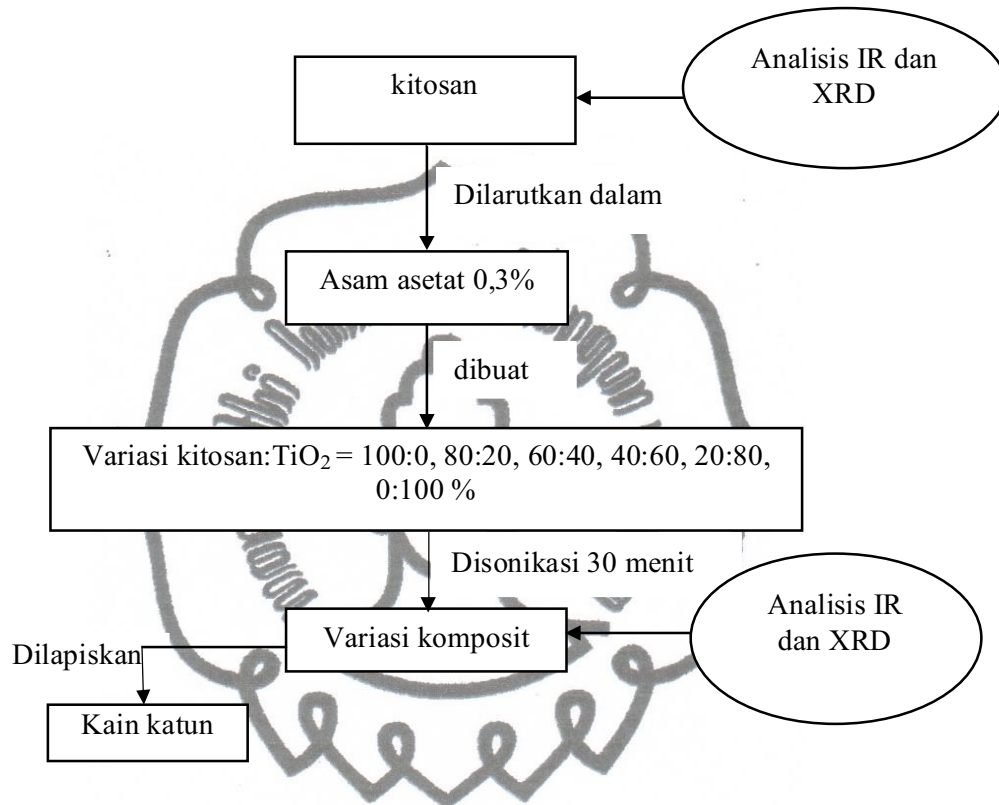 kitosan
Analisis IR dan
XRD
Dilarutkan dalam
Asam asetat 0,3%
dibuat
Variasi kitosan:TiO₂ = 100:0, 80:20, 60:40, 40:60, 20:80,
0:100 %
Disonikasi 30 menit
Variasi komposit
Analisis IR
dan XRD
Dilapiskan
Kain katun